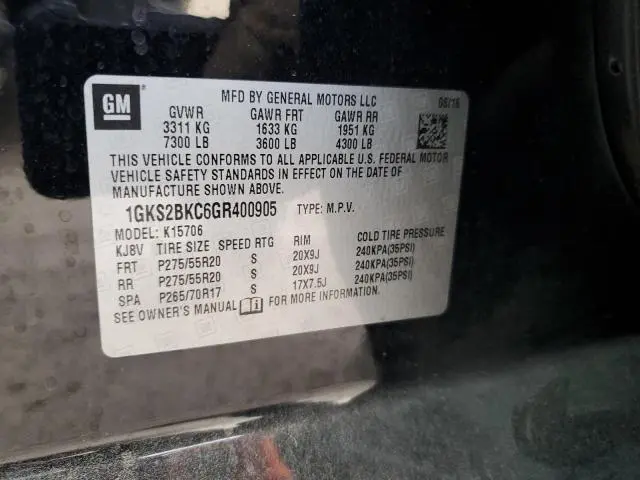 GM
MFD BY GENERAL MOTORS LLC 08/16
GVWR GAWR FRT GAWR RR
3311 KG 1633 KG 1951 KG
7300 LB 3600 LB 4300 LB
THIS VEHICLE CONFORMS TO ALL APPLICABLE U.S. FEDERAL MOTOR
VEHICLE SAFETY STANDARDS IN EFFECT ON THE DATE OF
MANUFACTURE SHOWN ABOVE.
1GKS2BKC6GR400905 TYPE: M.P.V.
MODEL: K15706
KJ8V TIRE SIZE SPEED RTG RIM COLD TIRE PRESSURE
FRT P275/55R20 S 20X9J 240KPA(35PSI)
RR P275/55R20 S 20X9J 240KPA(35PSI)
SPA P265/70R17 S 17X7.5J 240KPA(35PSI)
SEE OWNER'S MANUAL FOR MORE INFORMATION.